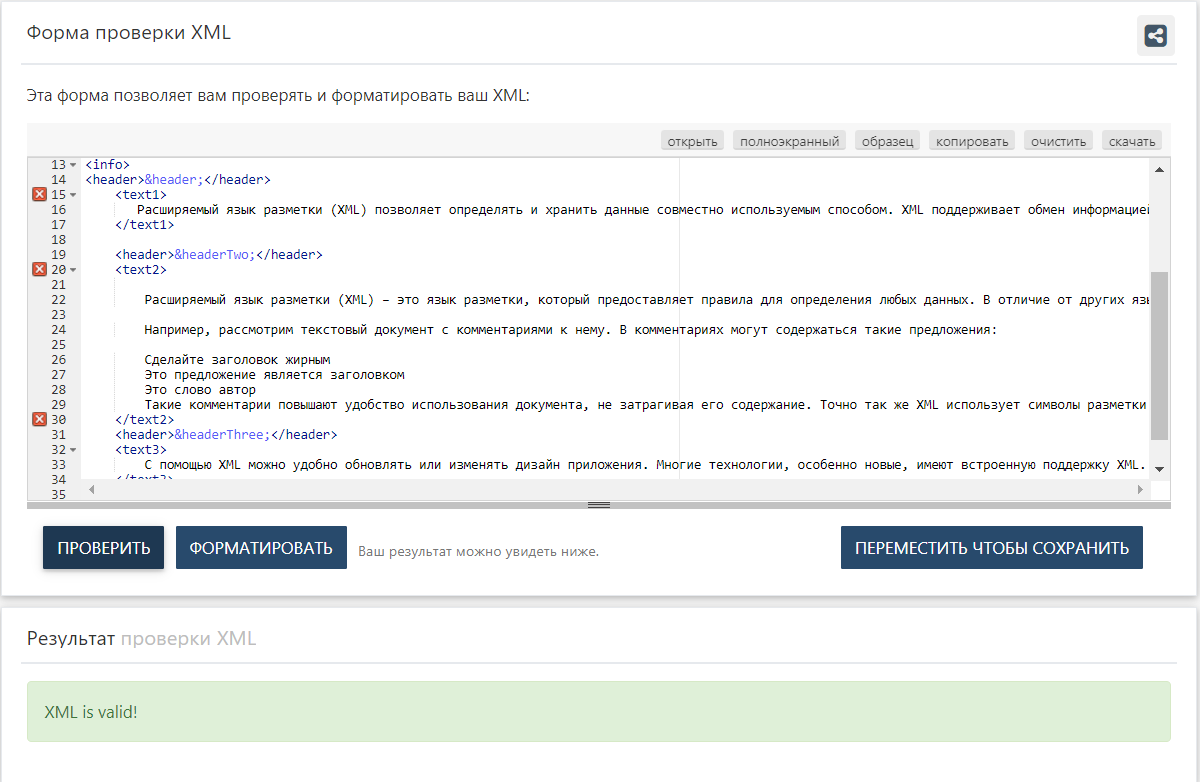 Форма проверки XML
Эта форма позволяет вам проверять и форматировать ваш XML:
открыть полноэкранный образец копировать очистить скачать
13 <info>
14 <header>&header;</header>
15 <text1>
16 Расширяемый язык разметки (XML) позволяет определять и хранить данные совместно используемым способом. XML поддерживает обмен информацией
17 </text1>
18
19 <header>&headerTwo;</header>
20 <text2>
21
22 Расширяемый язык разметки (XML) – это язык разметки, который предоставляет правила для определения любых данных. В отличие от других
23
24 Например, рассмотрим текстовый документ с комментариями к нему. В комментариях могут содержаться такие предложения:
25
26 Сделайте заголовок жирным
27 Это предложение является заголовком
28 Это слово автор
29 Такие комментарии повышают удобство использования документа, не затрагивая его содержание. Точно так же XML использует символы разметки
30 </text2>
31 <header>&headerThree;</header>
32 <text3>
33 С помощью XML можно удобно обновлять или изменять дизайн приложения. Многие технологии, особенно новые, имеют встроенную поддержку XML.
34
35
ПРОВЕРИТЬ ФОРМАТИРОВАТЬ Ваш результат можно увидеть ниже. ПЕРЕМЕСТИТЬ ЧТОБЫ СОХРАНИТЬ
Результат проверки XML
XML is valid!